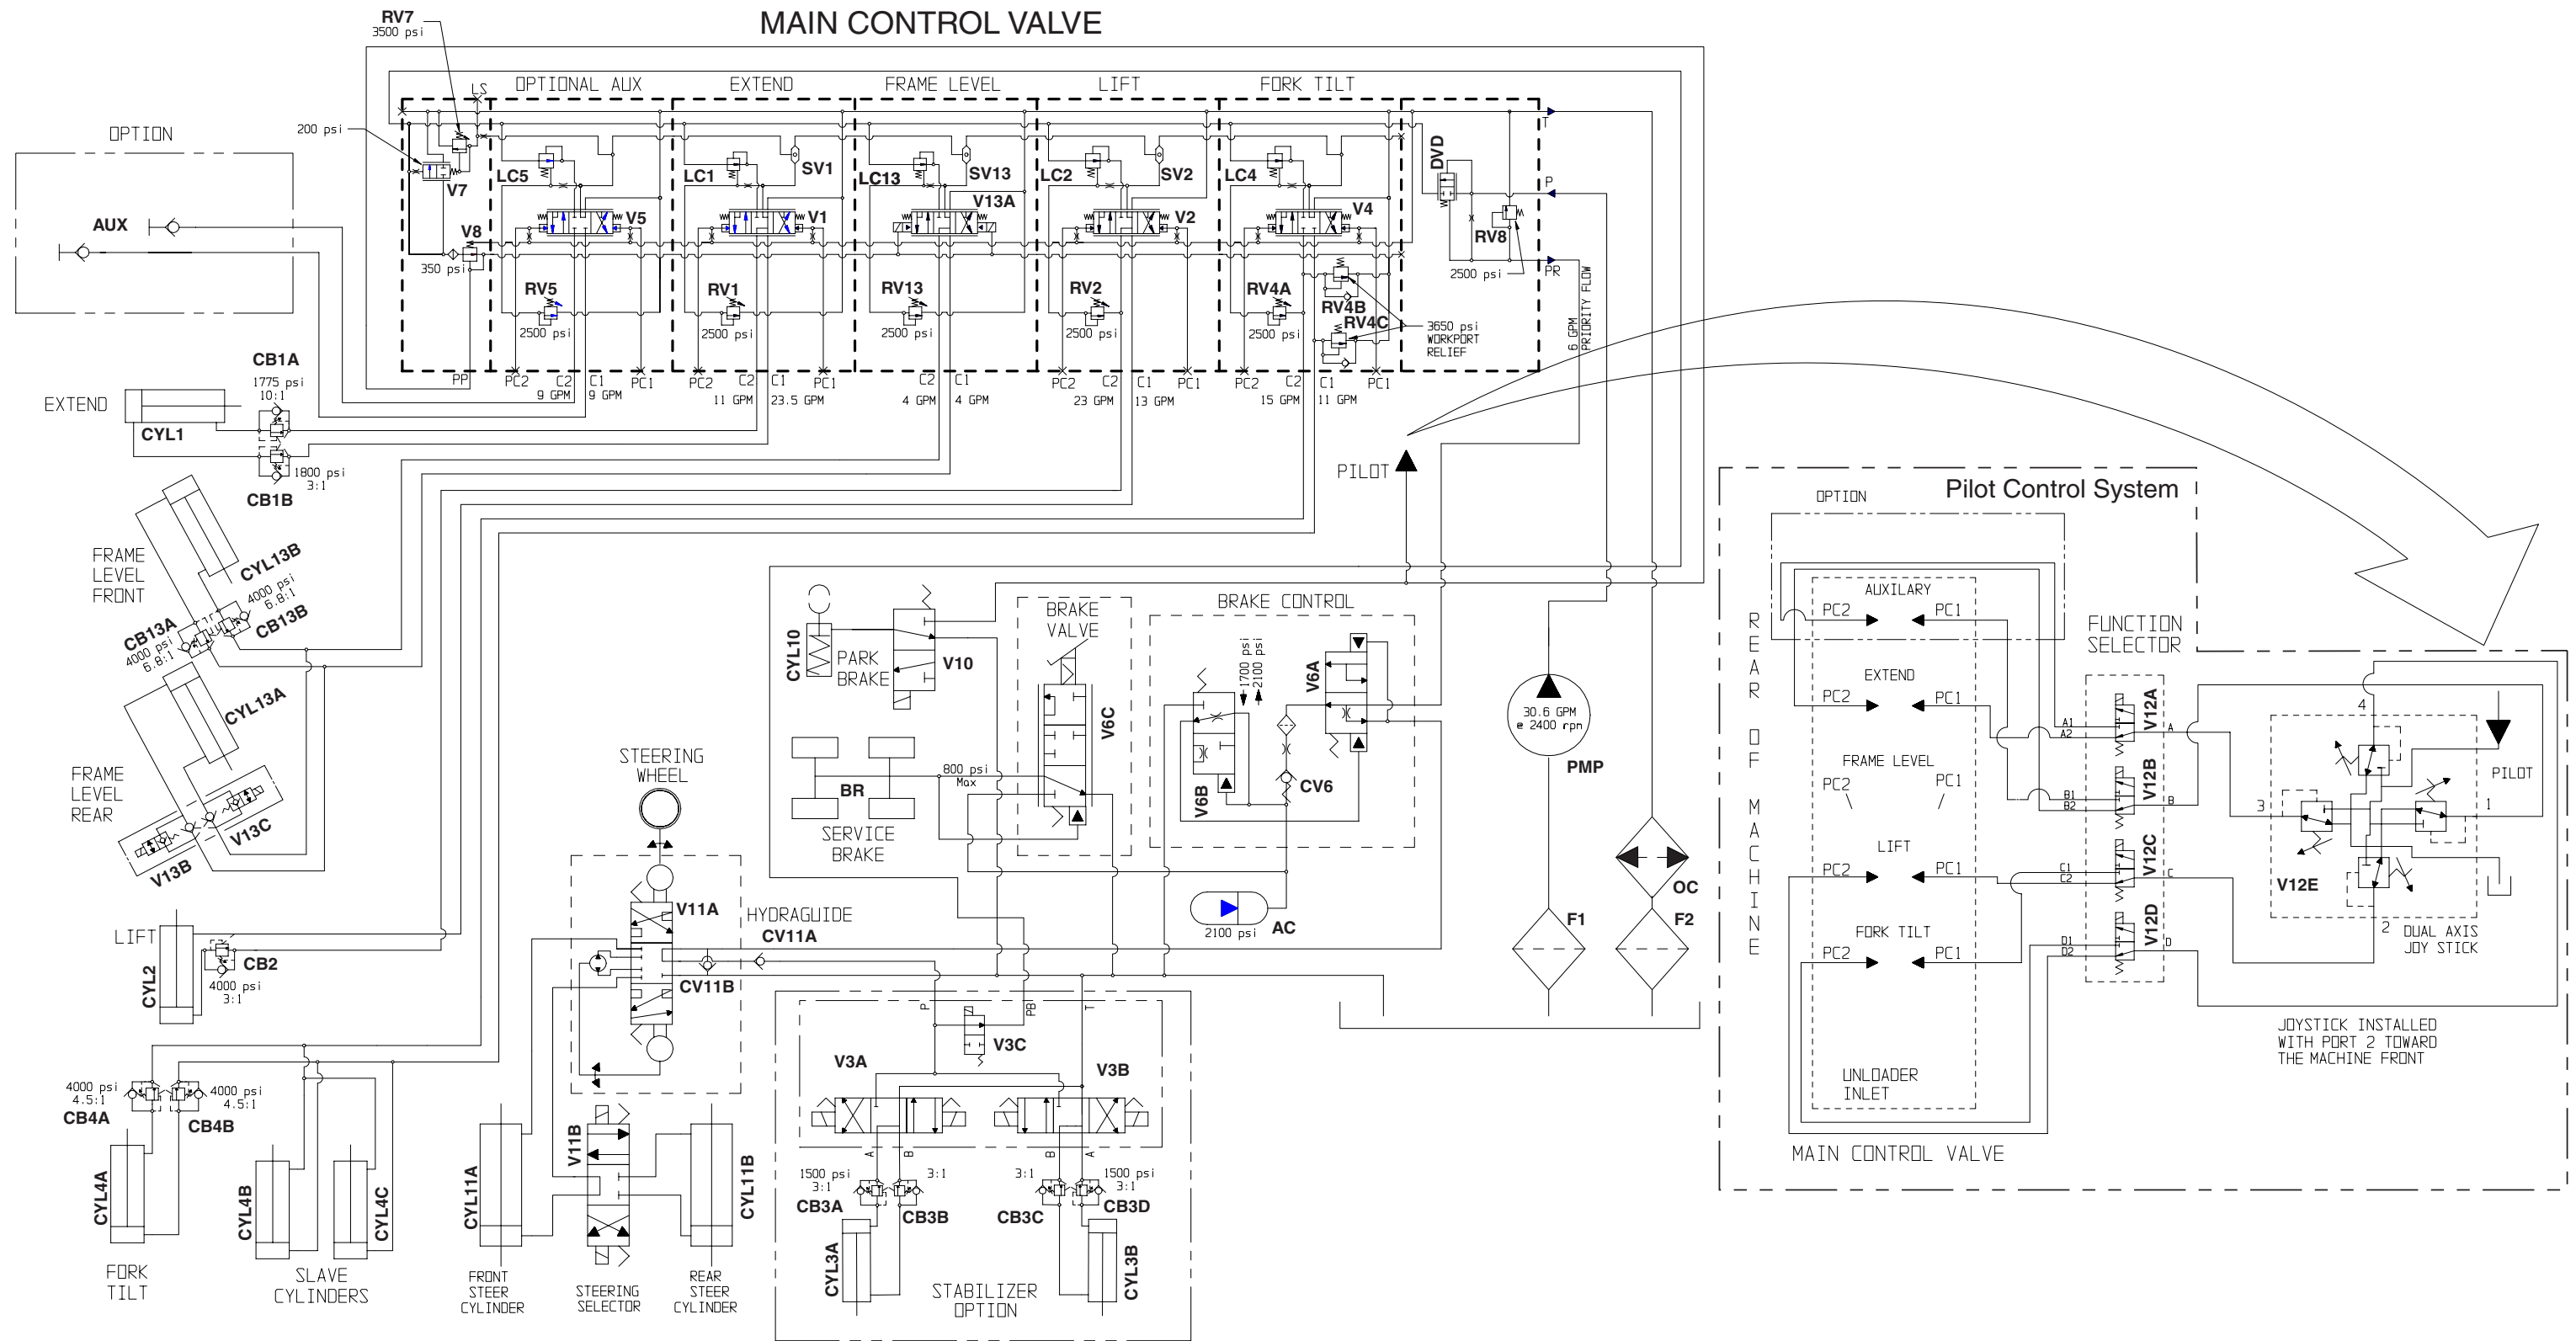 MAIN CONTROL VALVE
RV7
3500 psi
LS
OPTIONAL AUX
EXTEND
FRAME LEVEL
LIFT
FORK TILT
200 psi
V7
LC5
LC1
SV1
LC13
SV13
LC2
SV2
LC4
DVD
T
P
V8
V5
V1
V13A
V2
V4
RV8
350 psi
2500 psi
PR
RV5
2500 psi
RV1
2500 psi
RV13
2500 psi
RV2
2500 psi
RV4A
2500 psi
RV4B
RV4C
3650 psi
WORKPORT
RELIEF
6 GPM
PRIORITY FLOW
PP
PC2
C2
C1
PC1
9 GPM
9 GPM
PC2
C2
C1
PC1
11 GPM
23.5 GPM
C2
C1
4 GPM
4 GPM
PC2
C2
C1
PC1
23 GPM
13 GPM
PC2
C2
C1
PC1
15 GPM
11 GPM
OPTION
AUX
CB1A
1775 psi
10:1
EXTEND
CYL1
1800 psi
3:1
CB1B
FRAME
LEVEL
FRONT
CYL13B
4000 psi
6.8:1
CB13B
CB13A
4000 psi
6.8:1
CYL13A
FRAME
LEVEL
REAR
V13C
V13B
LIFT
CYL2
CB2
4000 psi
3:1
4000 psi
4.5:1
CB4A
4000 psi
4.5:1
CB4B
CYL4A
CYL4B
CYL4C
FORK
TILT
SLAVE
CYLINDERS
PILOT
CYL10
PARK
BRAKE
V10
BRAKE
VALVE
V6C
BRAKE CONTROL
1700 psi
2100 psi
V6A
V6B
CV6
800 psi
Max
BR
SERVICE
BRAKE
2100 psi
AC
30.6 GPM
@ 2400 rpm
PMP
OC
F1
F2
STEERING
WHEEL
V11A
HYDRAGUIDE
CV11A
CV11B
CYL11A
V11B
CYL11B
FRONT
STEER
CYLINDER
STEERING
SELECTOR
REAR
STEER
CYLINDER
P
PB
T
V3C
V3A
V3B
A
B
B
A
1500 psi
3:1
3:1
3:1
1500 psi
3:1
CB3A
CB3B
CB3C
CB3D
CYL3A
CYL3B
STABILIZER
OPTION
Pilot Control System
OPTION
AUXILARY
PC2
PC1
EXTEND
PC2
PC1
FRAME LEVEL
PC2
PC1
LIFT
PC2
PC1
FORK TILT
PC2
PC1
REAR OF MACHINE
FUNCTION
SELECTOR
V12A
A1
A2
A
V12B
B1
B2
B
V12C
C1
C2
C
V12D
D1
D2
D
4
PILOT
3
1
V12E
2
DUAL AXIS
JOY STICK
JOYSTICK INSTALLED
WITH PORT 2 TOWARD
THE MACHINE FRONT
UNLOADER
INLET
MAIN CONTROL VALVE